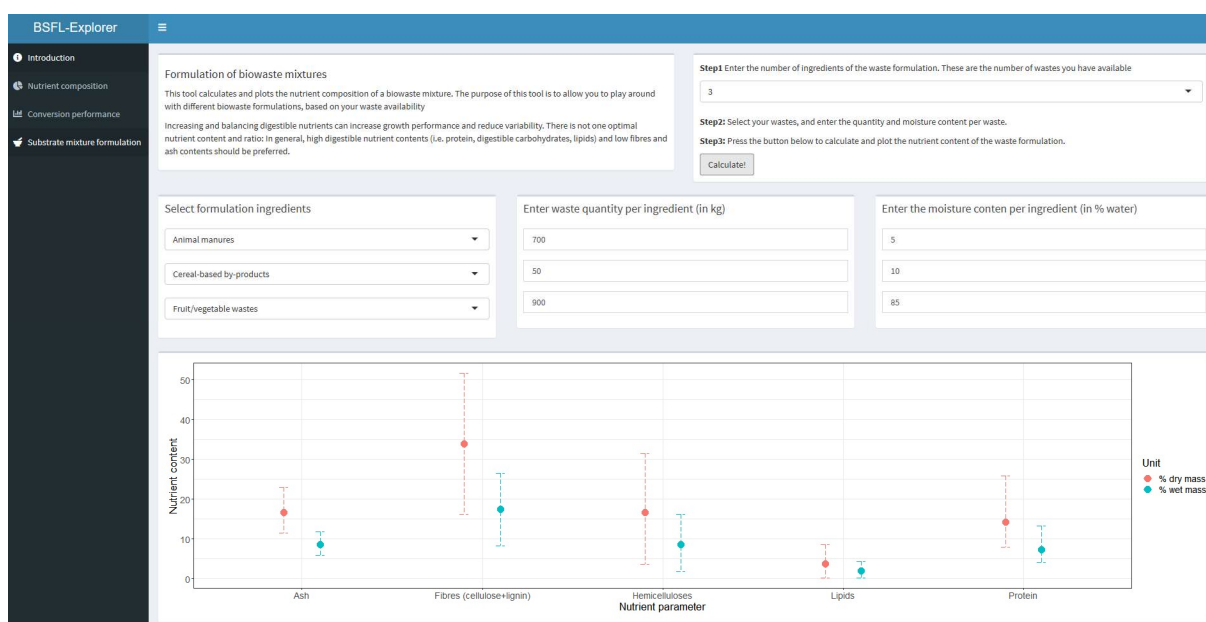 BSFL-Explorer
Introduction
Nutrient composition
Conversion performance
Substrate mixture formulation
Formulation of biowaste mixtures
This tool calculates and plots the nutrient composition of a biowaste mixture. The purpose of this tool is to allow you to play around
with different biowaste formulations, based on your waste availability
Increasing and balancing digestible nutrients can increase growth performance and reduce variability. There is not one optimal
nutrient content and ratio: In general, high digestible nutrient contents (i.e. protein, digestible carbohydrates, lipids) and low fibres and
ash contents should be preferred.
Step1 Enter the number of ingredients of the waste formulation. These are the number of wastes you have available
3
Step2: Select your wastes, and enter the quantity and moisture content per waste.
Step3: Press the button below to calculate and plot the nutrient content of the waste formulation.
Calculate!
Select formulation ingredients
Animal manures
Cereal-based by-products
Fruit/vegetable wastes
Enter waste quantity per ingredient (in kg)
700
50
900
Enter the moisture conten per ingredient (in % water)
5
10
85
Nutrient content
50
40
30
20
10
0
Ash
Fibres (cellulose+lignin)
Hemicelluloses
Lipids
Protein
Nutrient parameter
Unit
% dry mass
% wet mass